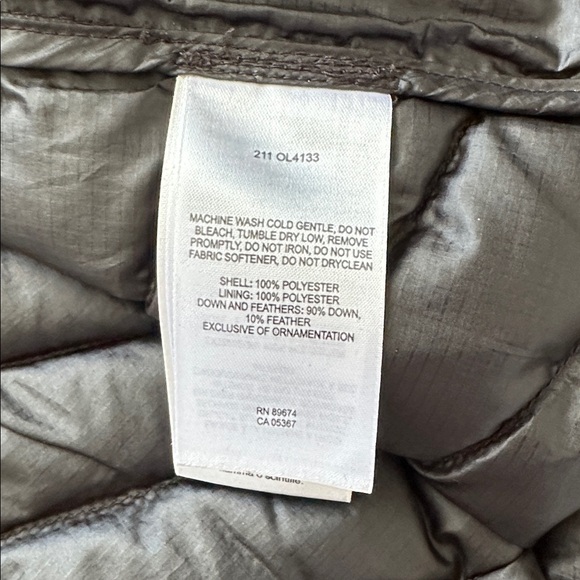 211 OL4133
MACHINE WASH COLD GENTLE, DO NOT
BLEACH, TUMBLE DRY LOW, REMOVE
PROMPTLY, DO NOT IRON, DO NOT USE
FABRIC SOFTENER, DO NOT DRYCLEAN
SHELL: 100% POLYESTER
LINING: 100% POLYESTER
DOWN AND FEATHERS: 90% DOWN,
10% FEATHER
EXCLUSIVE OF ORNAMENTATION
RN 89674
CA 05367